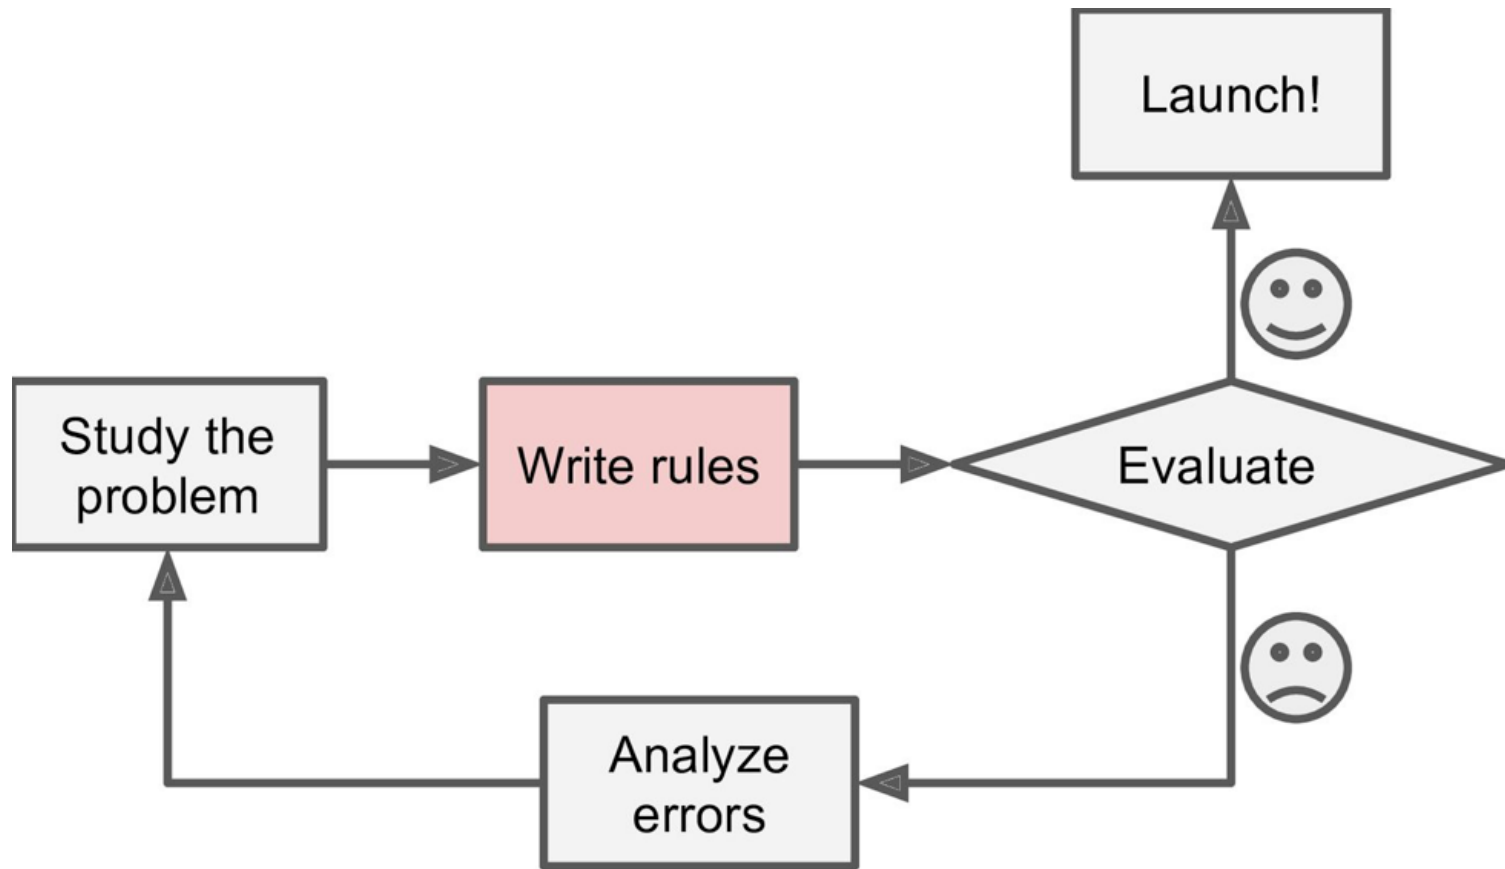 Launch!
Study the
problem
Write rules
Evaluate
Analyze
errors